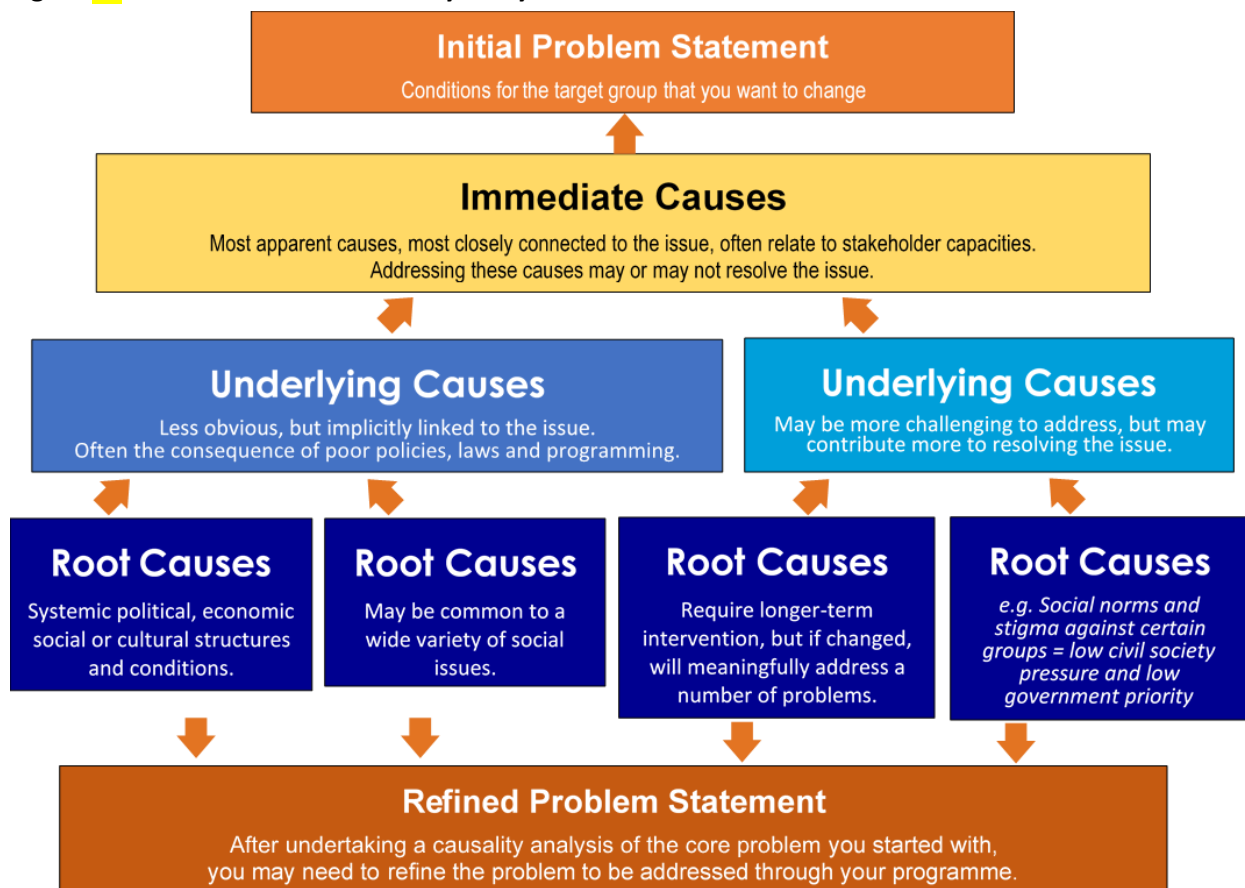 Initial Problem Statement
Conditions for the target group that you want to change
Immediate Causes
Most apparent causes, most closely connected to the issue, often relate to stakeholder capacities.
Addressing these causes may or may not resolve the issue.
Underlying Causes
Less obvious, but implicitly linked to the issue.
Often the consequence of poor policies, laws and programming.
Underlying Causes
May be more challenging to address, but may
contribute more to resolving the issue.
Root Causes
Systemic political, economic
social or cultural structures
and conditions.
Root Causes
May be common to a
wide variety of social
issues.
Root Causes
Require longer-term
intervention, but if changed,
will meaningfully address a
number of problems.
Root Causes
e.g. Social norms and
stigma against certain
groups = low civil society
pressure and low
government priority
Refined Problem Statement
After undertaking a causality analysis of the core problem you started with,
you may need to refine the problem to be addressed through your programme.